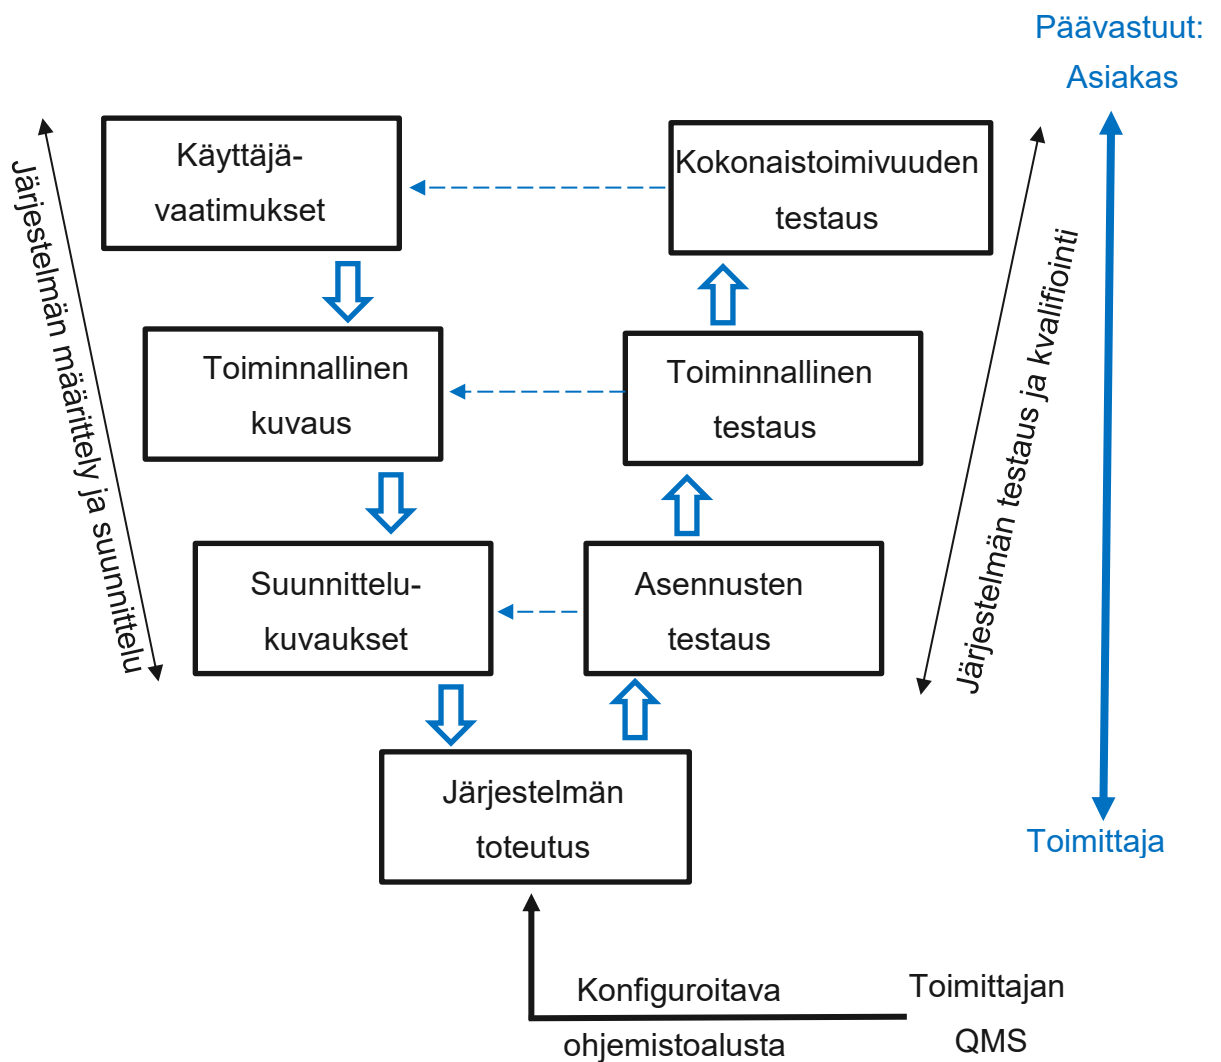 Päävastuut:
Asiakas
Käyttäjä-
vaatimukset
Kokonaistoimivuuden
testaus
Järjestelmän määrittely ja suunnittelu
Järjestelmän testaus ja kvalifiointi
Toiminnallinen
kuvaus
Toiminnallinen
testaus
Suunnittelu-
kuvaukset
Asennusten
testaus
Järjestelmän
toteutus
Toimittaja
Konfiguroitava
ohjemistoalusta
Toimittajan
QMS